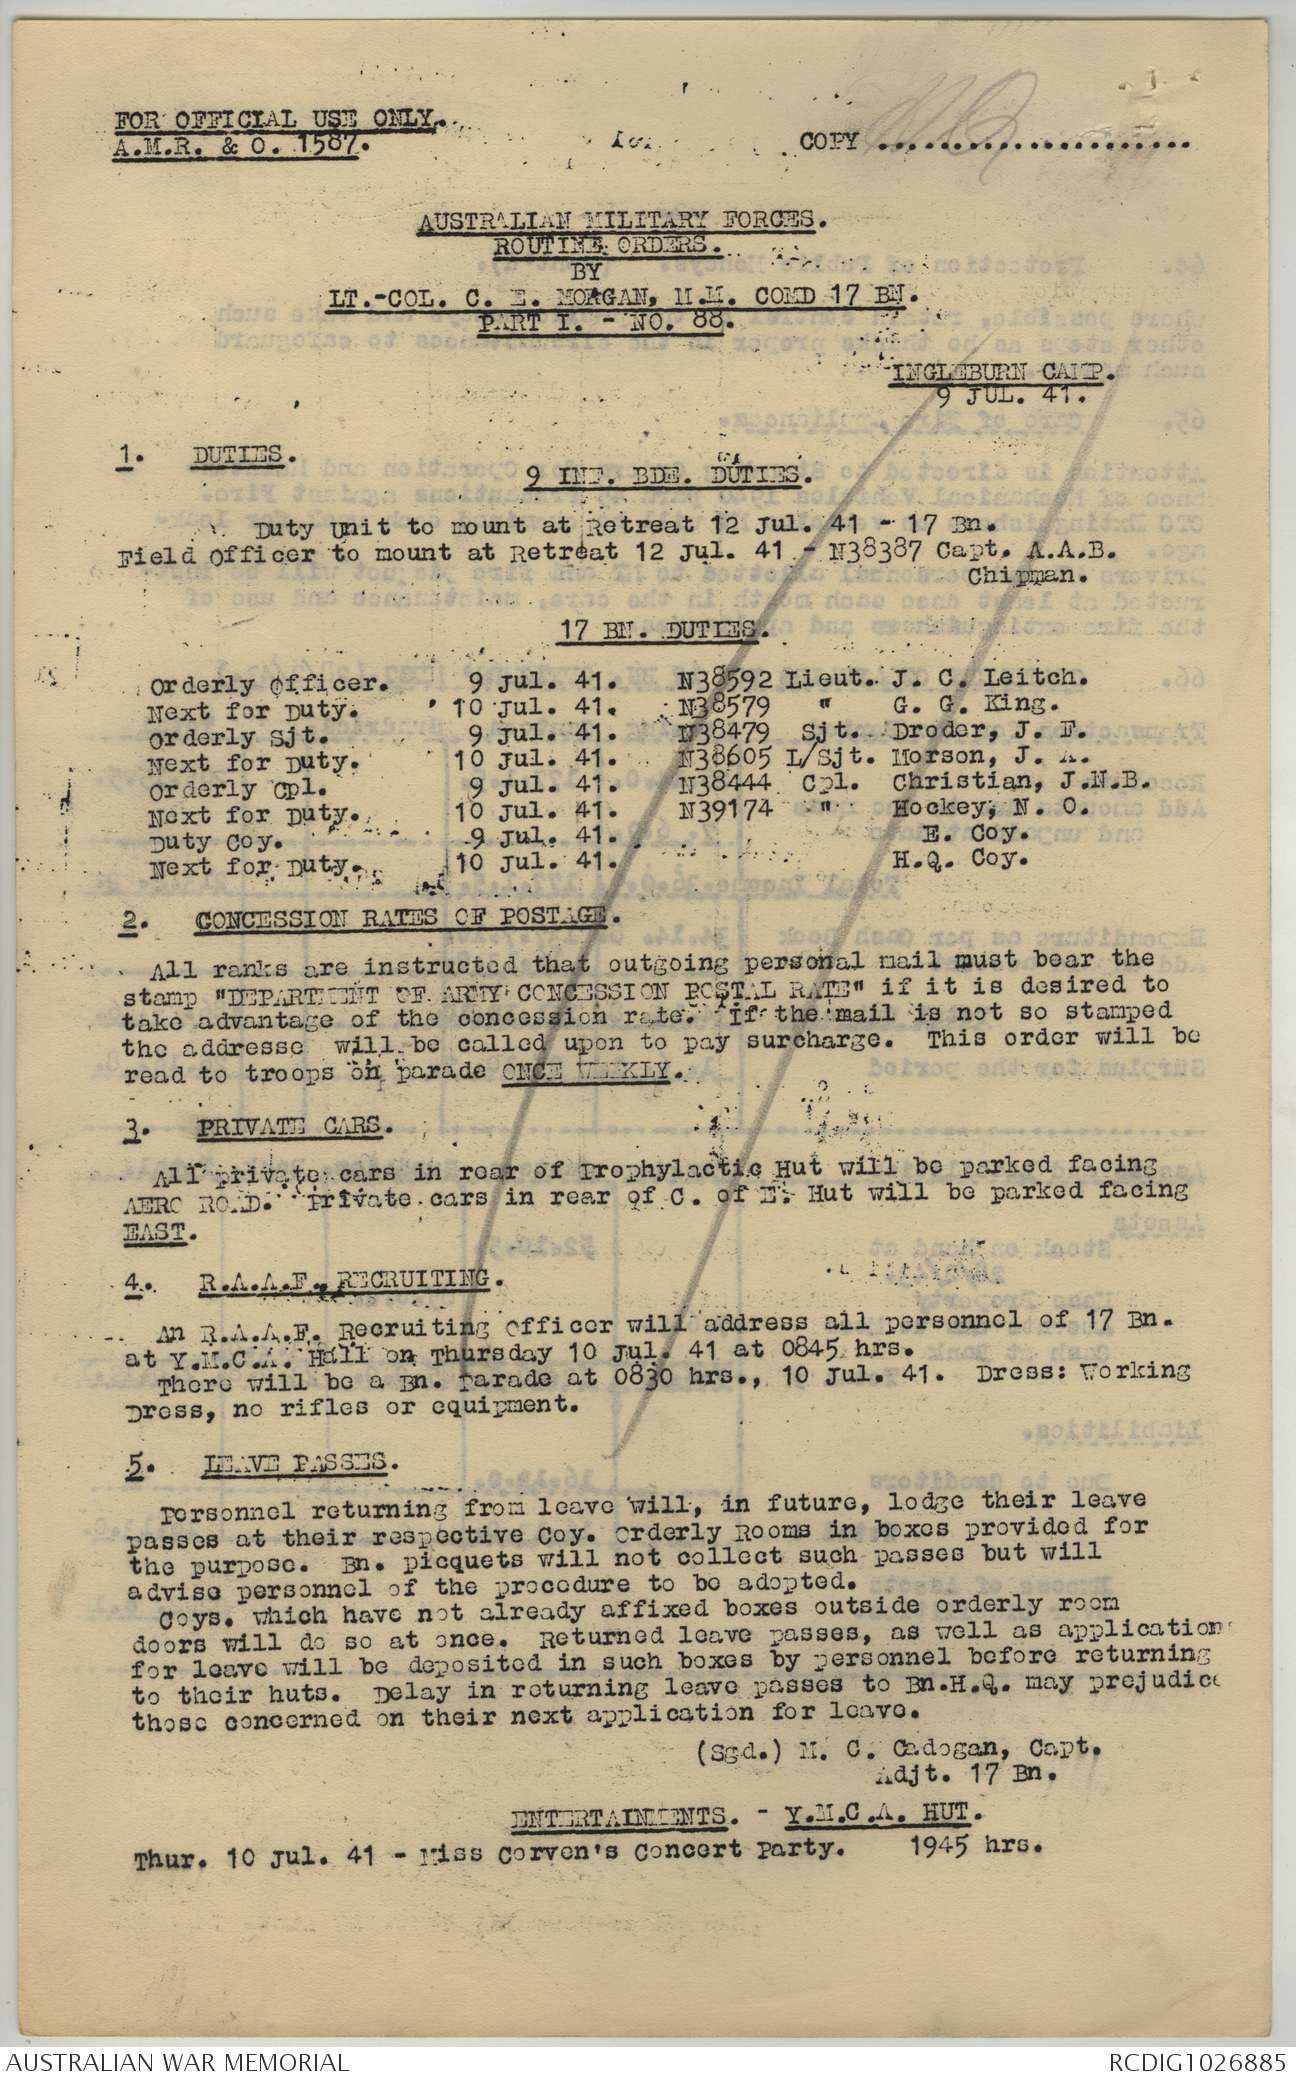 FOR OFFICIAL USE ONLY.
A.M.R. & O. 1587.
COPY ....................
AUSTRALIAN MILITARY FORCES.
ROUTINE ORDERS.
BY
LT.-COL. C. E. MORGAN, M.M. COMD 17 BN.
PART I. - NO. 88.
INGLEBURN CAMP.
9 JUL. 41.
1. DUTIES.
9 INF. BDE. DUTIES.
Duty Unit to mount at Retreat 12 Jul. 41 - 17 Bn.
Field Officer to mount at Retreat 12 Jul. 41 - N38387 Capt. A.A.B.
Chipman.
17 BN. DUTIES.
Orderly Officer. 9 Jul. 41. N38592 Lieut. J. C. Leitch.
Next for Duty. 10 Jul. 41. N38579 " G. G. King.
Orderly Sjt. 9 Jul. 41. N38479 Sjt. Droder, J. F.
Next for Duty. 10 Jul. 41. N38605 L/Sjt. Morson, J. A.
Orderly Cpl. 9 Jul. 41. N38444 Cpl. Christian, J.N.B.
Next for Duty. 10 Jul. 41. N39174 " Hockey, N. O.
Duty Coy. 9 Jul. 41. E. Coy.
Next for Duty. 10 Jul. 41. H.Q. Coy.
2. CONCESSION RATES OF POSTAGE.
All ranks are instructed that outgoing personal mail must bear the
stamp "DEPARTMENT OF ARMY CONCESSION POSTAL RATE" if it is desired to
take advantage of the concession rate. If the mail is not so stamped
the addresse will be called upon to pay surcharge. This order will be
read to troops on parade ONCE WEEKLY.
3. PRIVATE CARS.
All private cars in rear of Prophylactic Hut will be parked facing
AERO ROAD. Private cars in rear of C. of E. Hut will be parked facing
EAST.
4. R.A.A.F. RECRUITING.
An R.A.A.F. Recruiting Officer will address all personnel of 17 Bn.
at Y.M.C.A. Hall on Thursday 10 Jul. 41 at 0845 hrs.
There will be a Bn. Parade at 0830 hrs., 10 Jul. 41. Dress: Working
Dress, no rifles or equipment.
5. LEAVE PASSES.
Personnel returning from leave will, in future, lodge their leave
passes at their respective Coy. Orderly Rooms in boxes provided for
the purpose. Bn. picquets will not collect such passes but will
advise personnel of the procedure to be adopted.
Coys. which have not already affixed boxes outside orderly room
doors will do so at once. Returned leave passes, as well as applications
for leave will be deposited in such boxes by personnel before returning
to their huts. Delay in returning leave passes to Bn.H.Q. may prejudice
those concerned on their next application for leave.
(Sgd.) M. C. Cadogan, Capt.
Adjt. 17 Bn.
ENTERTAINMENTS. - Y.M.C.A. HUT.
Thur. 10 Jul. 41 - Miss Corven's Concert Party. 1945 hrs.
AUSTRALIAN WAR MEMORIAL
RCDIG1026885